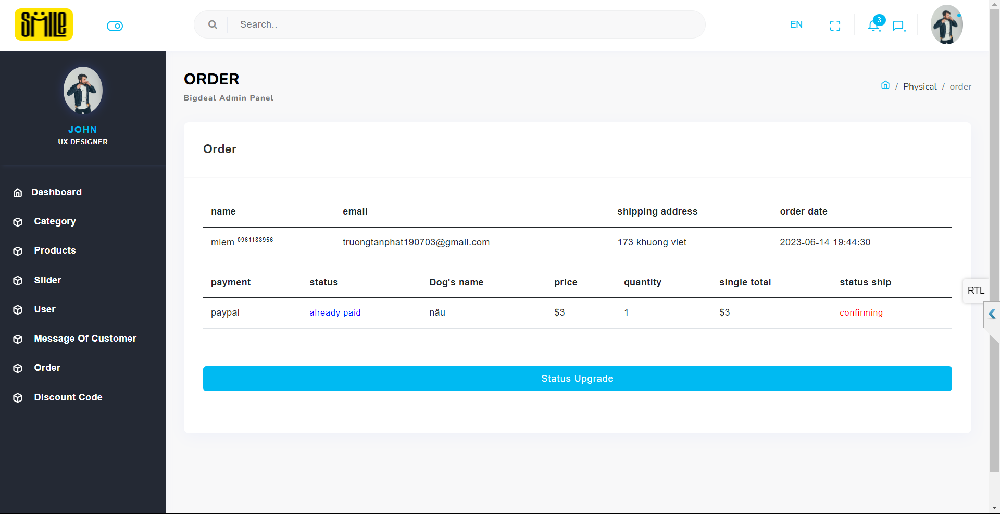 SMILE
Search..
EN
3
JOHN
UX DESIGNER
Dashboard
Category
Products
Slider
User
Message Of Customer
Order
Discount Code
ORDER
Bigdeal Admin Panel
/ Physical / order
Order
name email shipping address order date
mlem 0961188956 truongtanphat190703@gmail.com 173 khuong viet 2023-06-14 19:44:30
payment status Dog's name price quantity single total status ship
paypal already paid nâu $3 1 $3 confirming
Status Upgrade
RTL